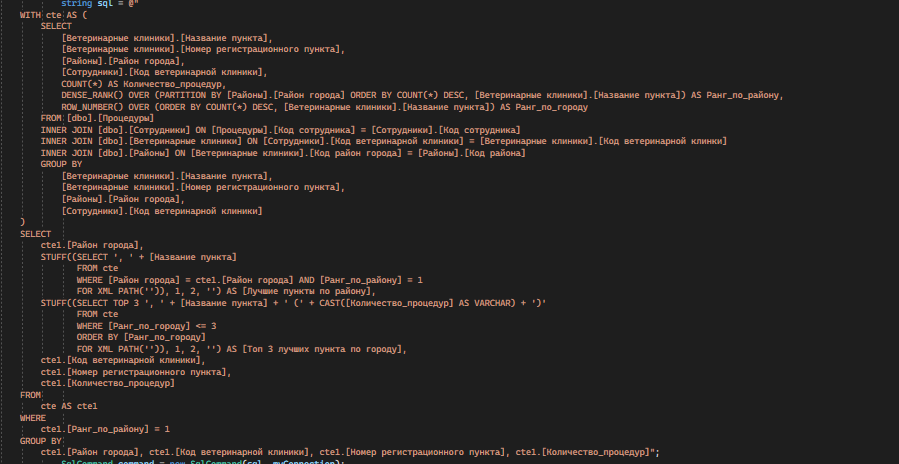 string sql = @"
WITH cte AS (
SELECT
[Ветеринарные клиники].[Название пункта],
[Ветеринарные клиники].[Номер регистрационного пункта],
[Районы].[Район города],
[Сотрудники].[Код ветеринарной клиники],
COUNT(*) AS Количество_процедур,
DENSE_RANK() OVER (PARTITION BY [Районы].[Район города] ORDER BY COUNT(*) DESC, [Ветеринарные клиники].[Название пункта]) AS Ранг_по_району,
ROW_NUMBER() OVER (ORDER BY COUNT(*) DESC, [Ветеринарные клиники].[Название пункта]) AS Ранг_по_городу
FROM [dbo].[Процедуры]
INNER JOIN [dbo].[Сотрудники] ON [Процедуры].[Код сотрудника] = [Сотрудники].[Код сотрудника]
INNER JOIN [dbo].[Ветеринарные клиники] ON [Сотрудники].[Код ветеринарной клиники] = [Ветеринарные клиники].[Код ветеринарной клинки]
INNER JOIN [dbo].[Районы] ON [Ветеринарные клиники].[Код район города] = [Районы].[Код района]
GROUP BY
[Ветеринарные клиники].[Название пункта],
[Ветеринарные клиники].[Номер регистрационного пункта],
[Районы].[Район города],
[Сотрудники].[Код ветеринарной клиники]
)
SELECT
cte1.[Район города],
STUFF((SELECT ', ' + [Название пункта]
FROM cte
WHERE [Район города] = cte1.[Район города] AND [Ранг_по_району] = 1
FOR XML PATH('')), 1, 2, '') AS [Лучшие пункты по району],
STUFF((SELECT TOP 3 ', ' + [Название пункта] + ' (' + CAST([Количество_процедур] AS VARCHAR) + ')'
FROM cte
WHERE [Ранг_по_городу] <= 3
ORDER BY [Ранг_по_городу]
FOR XML PATH('')), 1, 2, '') AS [Топ 3 лучших пункта по городу],
cte1.[Код ветеринарной клиники],
cte1.[Номер регистрационного пункта],
cte1.[Количество_процедур]
FROM
cte AS cte1
WHERE
cte1.[Ранг_по_району] = 1
GROUP BY
cte1.[Район города], cte1.[Код ветеринарной клиники], cte1.[Номер регистрационного пункта], cte1.[Количество_процедур]";
SqlCommand command = new SqlCommand(sql, myConnection);